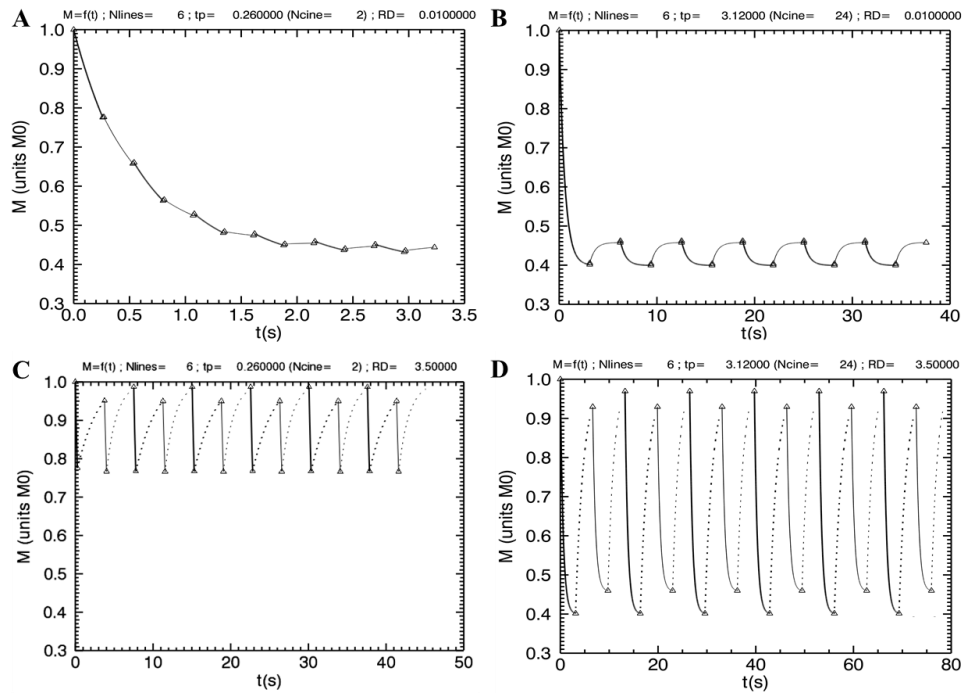 A
M=f(t) ; Nlines= 6 ; tp= 0.260000 (Ncine= 2) ; RD= 0.0100000
M (units M0)
1.0
0.9
0.8
0.7
0.6
0.5
0.4
0.3
0.0 0.5 1.0 1.5 2.0 2.5 3.0 3.5
t(s)
B
M=f(t) ; Nlines= 6 ; tp= 3.12000 (Ncine= 24) ; RD= 0.0100000
M (units M0)
1.0
0.9
0.8
0.7
0.6
0.5
0.4
0.3
0 10 20 30 40
t(s)
C
M=f(t) ; Nlines= 6 ; tp= 0.260000 (Ncine= 2) ; RD= 3.50000
M (units M0)
1.0
0.9
0.8
0.7
0.6
0.5
0.4
0.3
0 10 20 30 40 50
t(s)
D
M=f(t) ; Nlines= 6 ; tp= 3.12000 (Ncine= 24) ; RD= 3.50000
M (units M0)
1.0
0.9
0.8
0.7
0.6
0.5
0.4
0.3
0 20 40 60 80
t(s)